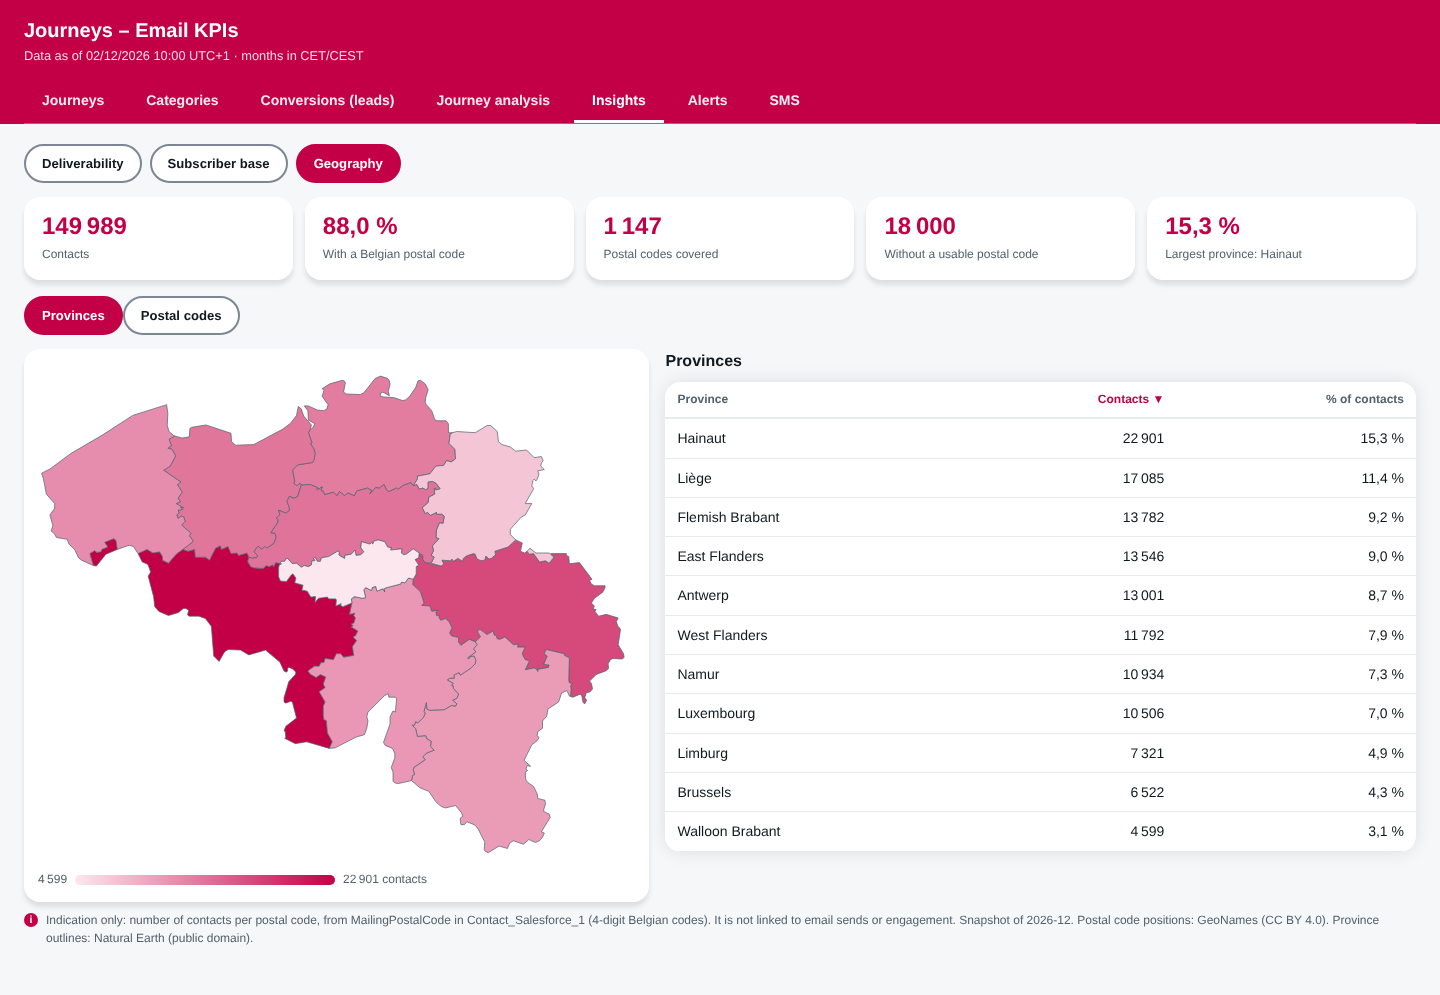 Journeys – Email KPIs
Data as of 02/12/2026 10:00 UTC+1 · months in CET/CEST
Journeys Categories Conversions (leads) Journey analysis Insights Alerts SMS
Deliverability Subscriber base Geography
149 989 88,0 % 1 147 18 000 15,3 %
Contacts With a Belgian postal code Postal codes covered Without a usable postal code Largest province: Hainaut
Provinces Postal codes
Provinces
Province Contacts ▼ % of contacts
Hainaut 22 901 15,3 %
Liège 17 085 11,4 %
Flemish Brabant 13 782 9,2 %
East Flanders 13 546 9,0 %
Antwerp 13 001 8,7 %
West Flanders 11 792 7,9 %
Namur 10 934 7,3 %
Luxembourg 10 506 7,0 %
Limburg 7 321 4,9 %
Brussels 6 522 4,3 %
Walloon Brabant 4 599 3,1 %
4 599 22 901 contacts
i Indication only: number of contacts per postal code, from MailingPostalCode in Contact_Salesforce_1 (4-digit Belgian codes). It is not linked to email sends or engagement. Snapshot of 2026-12. Postal code positions: GeoNames (CC BY 4.0). Province
outlines: Natural Earth (public domain).